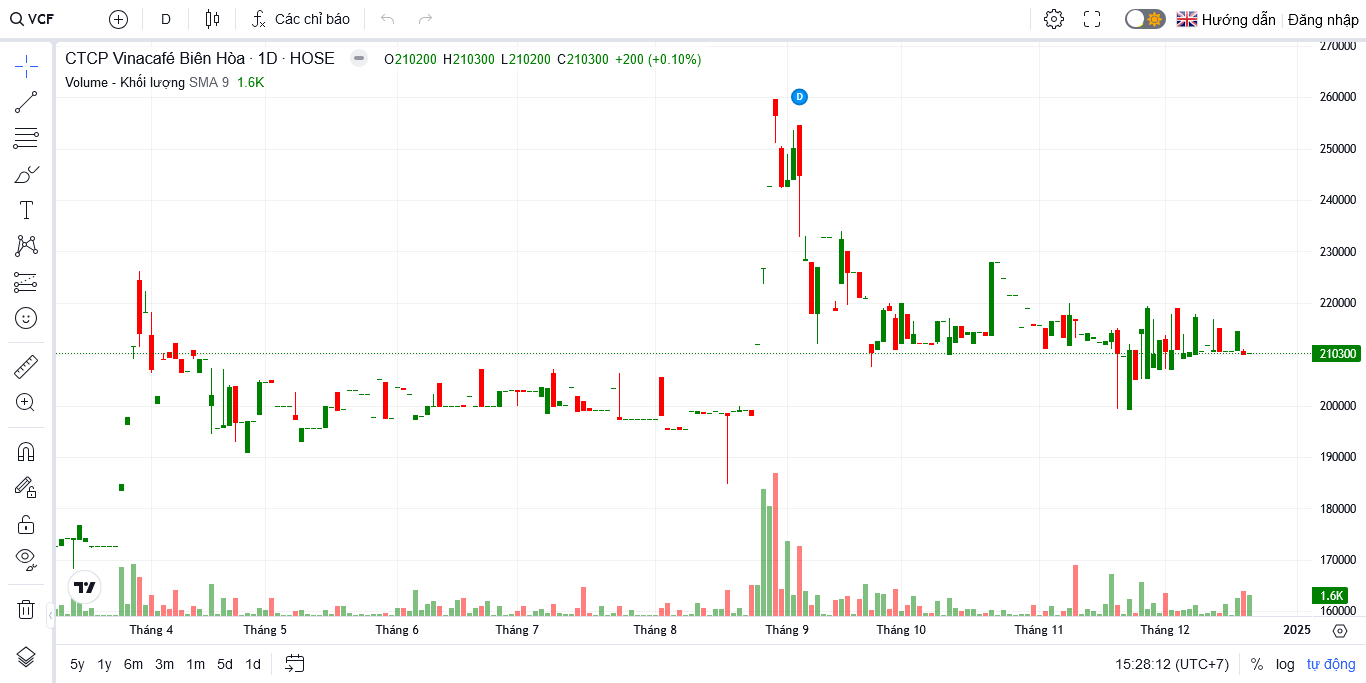 VCF D Các chỉ báo Hướng dẫn Đăng nhập
CTCP Vinacafé Biên Hòa · 1D · HOSE O210200 H210300 L210200 C210300 +200 (+0.10%)
Volume - Khối lượng SMA 9 1.6K
D
270000
260000
250000
240000
230000
220000
210300
200000
190000
180000
170000
1.6K
160000
Tháng 4 Tháng 5 Tháng 6 Tháng 7 Tháng 8 Tháng 9 Tháng 10 Tháng 11 Tháng 12 2025
5y 1y 6m 3m 1m 5d 1d 15:28:12 (UTC+7) % log tự động